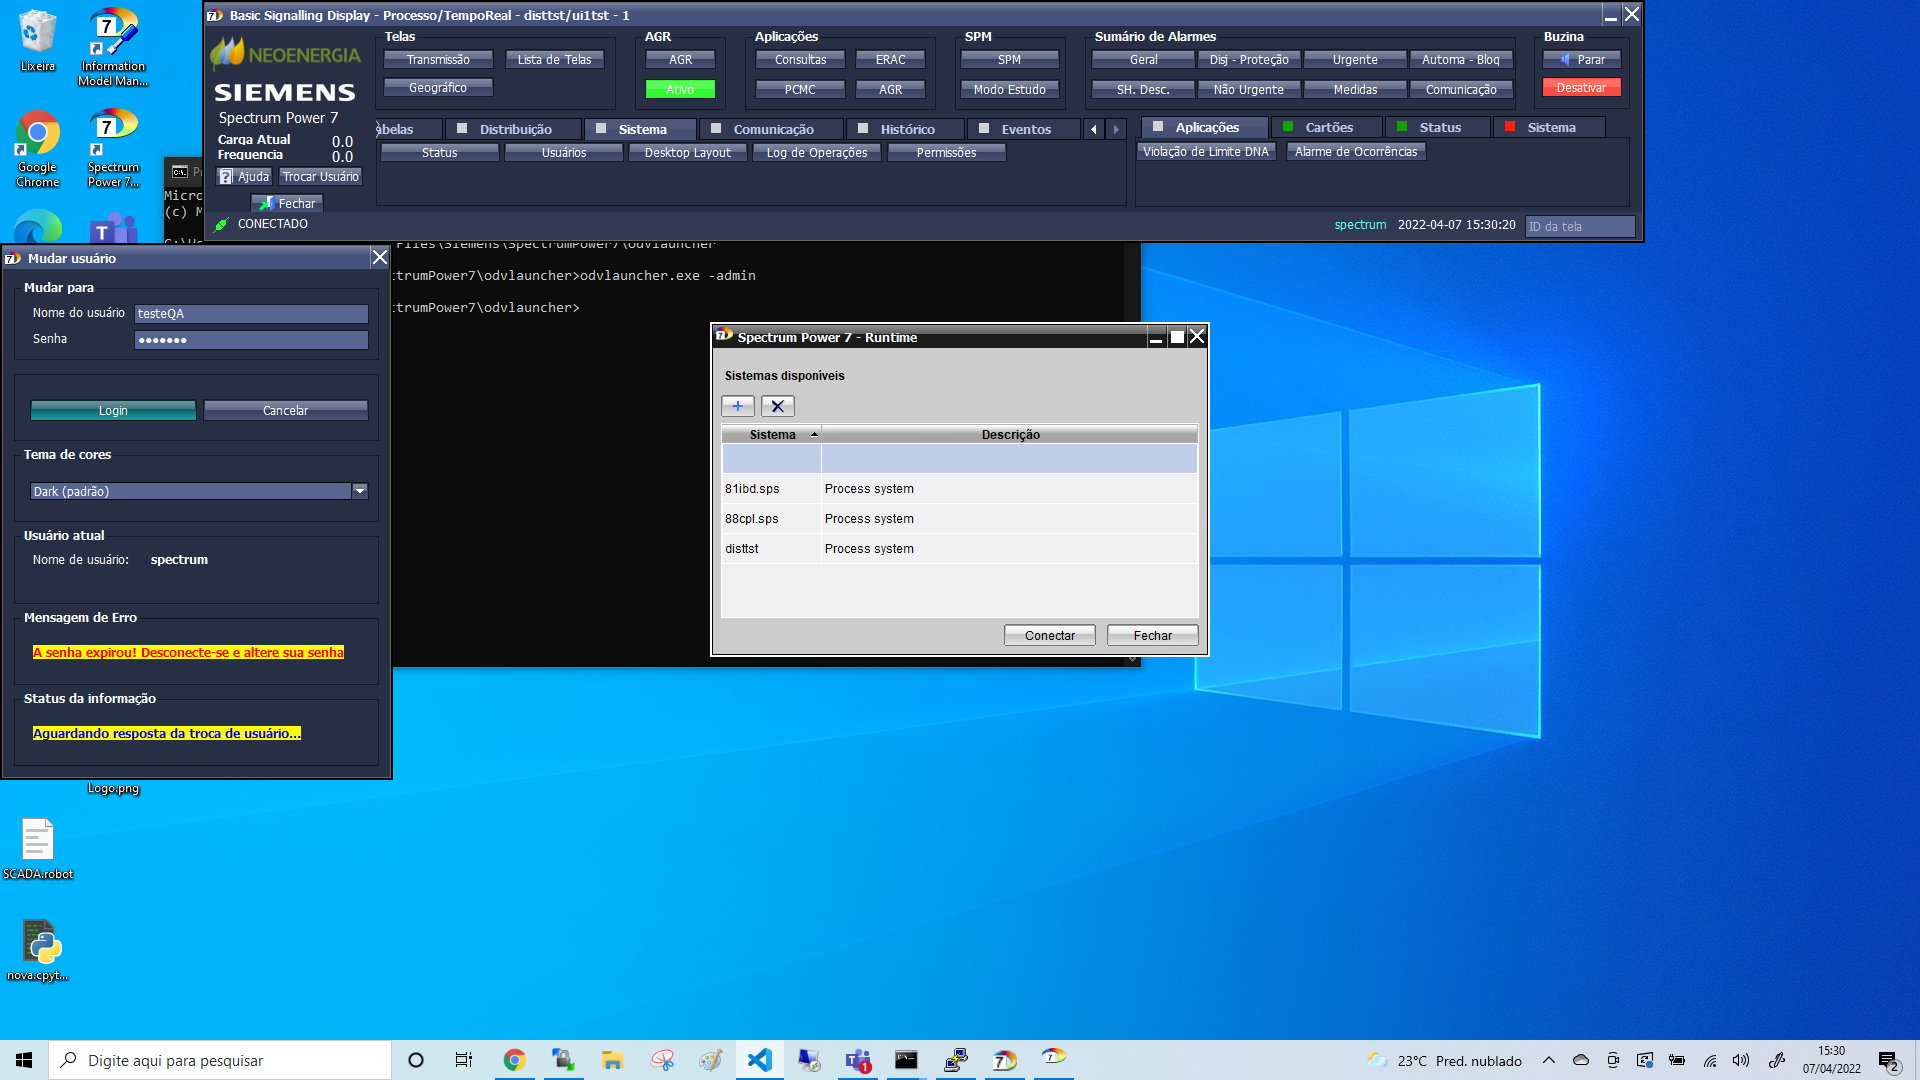 Lixeira
Information
Model Man...
Google
Chrome
Spectrum
Power 7...
Basic Signalling Display - Processo/TempoReal - disttst/ui1tst - 1
NEOENERGIA
SIEMENS
Spectrum Power 7
Carga Atual 0.0
Frequencia 0.0
Ajuda
Trocar Usuário
Fechar
CONECTADO
Telas
Transmissão
Lista de Telas
Geográfico
AGR
AGR
Ativo
Aplicações
Consultas
ERAC
PCMC
AGR
SPM
SPM
Modo Estudo
Sumário de Alarmes
Geral
Disj - Proteção
Urgente
Automa - Bloq
SH. Desc.
Não Urgente
Medidas
Comunicação
Buzina
Parar
Desativar
abelas
Distribuição
Sistema
Comunicação
Histórico
Eventos
Status
Usuários
Desktop Layout
Log de Operações
Permissões
Aplicações
Cartões
Status
Sistema
Violação de Limite DNA
Alarme de Ocorrências
spectrum
2022-04-07 15:30:20
ID da tela
Micro
(c) M
Files\Siemens\SpectrumPower7\odvlauncher
trumPower7\odvlauncher>odvlauncher.exe -admin
trumPower7\odvlauncher>
Mudar usuário
Mudar para
Nome do usuário testeQA
Senha •••••••
Login
Cancelar
Tema de cores
Dark (padrão)
Usuário atual
Nome de usuário: spectrum
Mensagem de Erro
A senha expirou! Desconecte-se e altere sua senha
Status da informação
Aguardando resposta da troca de usuário...
Spectrum Power 7 - Runtime
Sistemas disponíveis
Sistema Descrição
81ibd.sps Process system
88cpl.sps Process system
disttst Process system
Conectar
Fechar
Logo.png
SCADA.robot
nova.cpyt...
Digite aqui para pesquisar
1
23°C Pred. nublado
15:30
07/04/2022
2